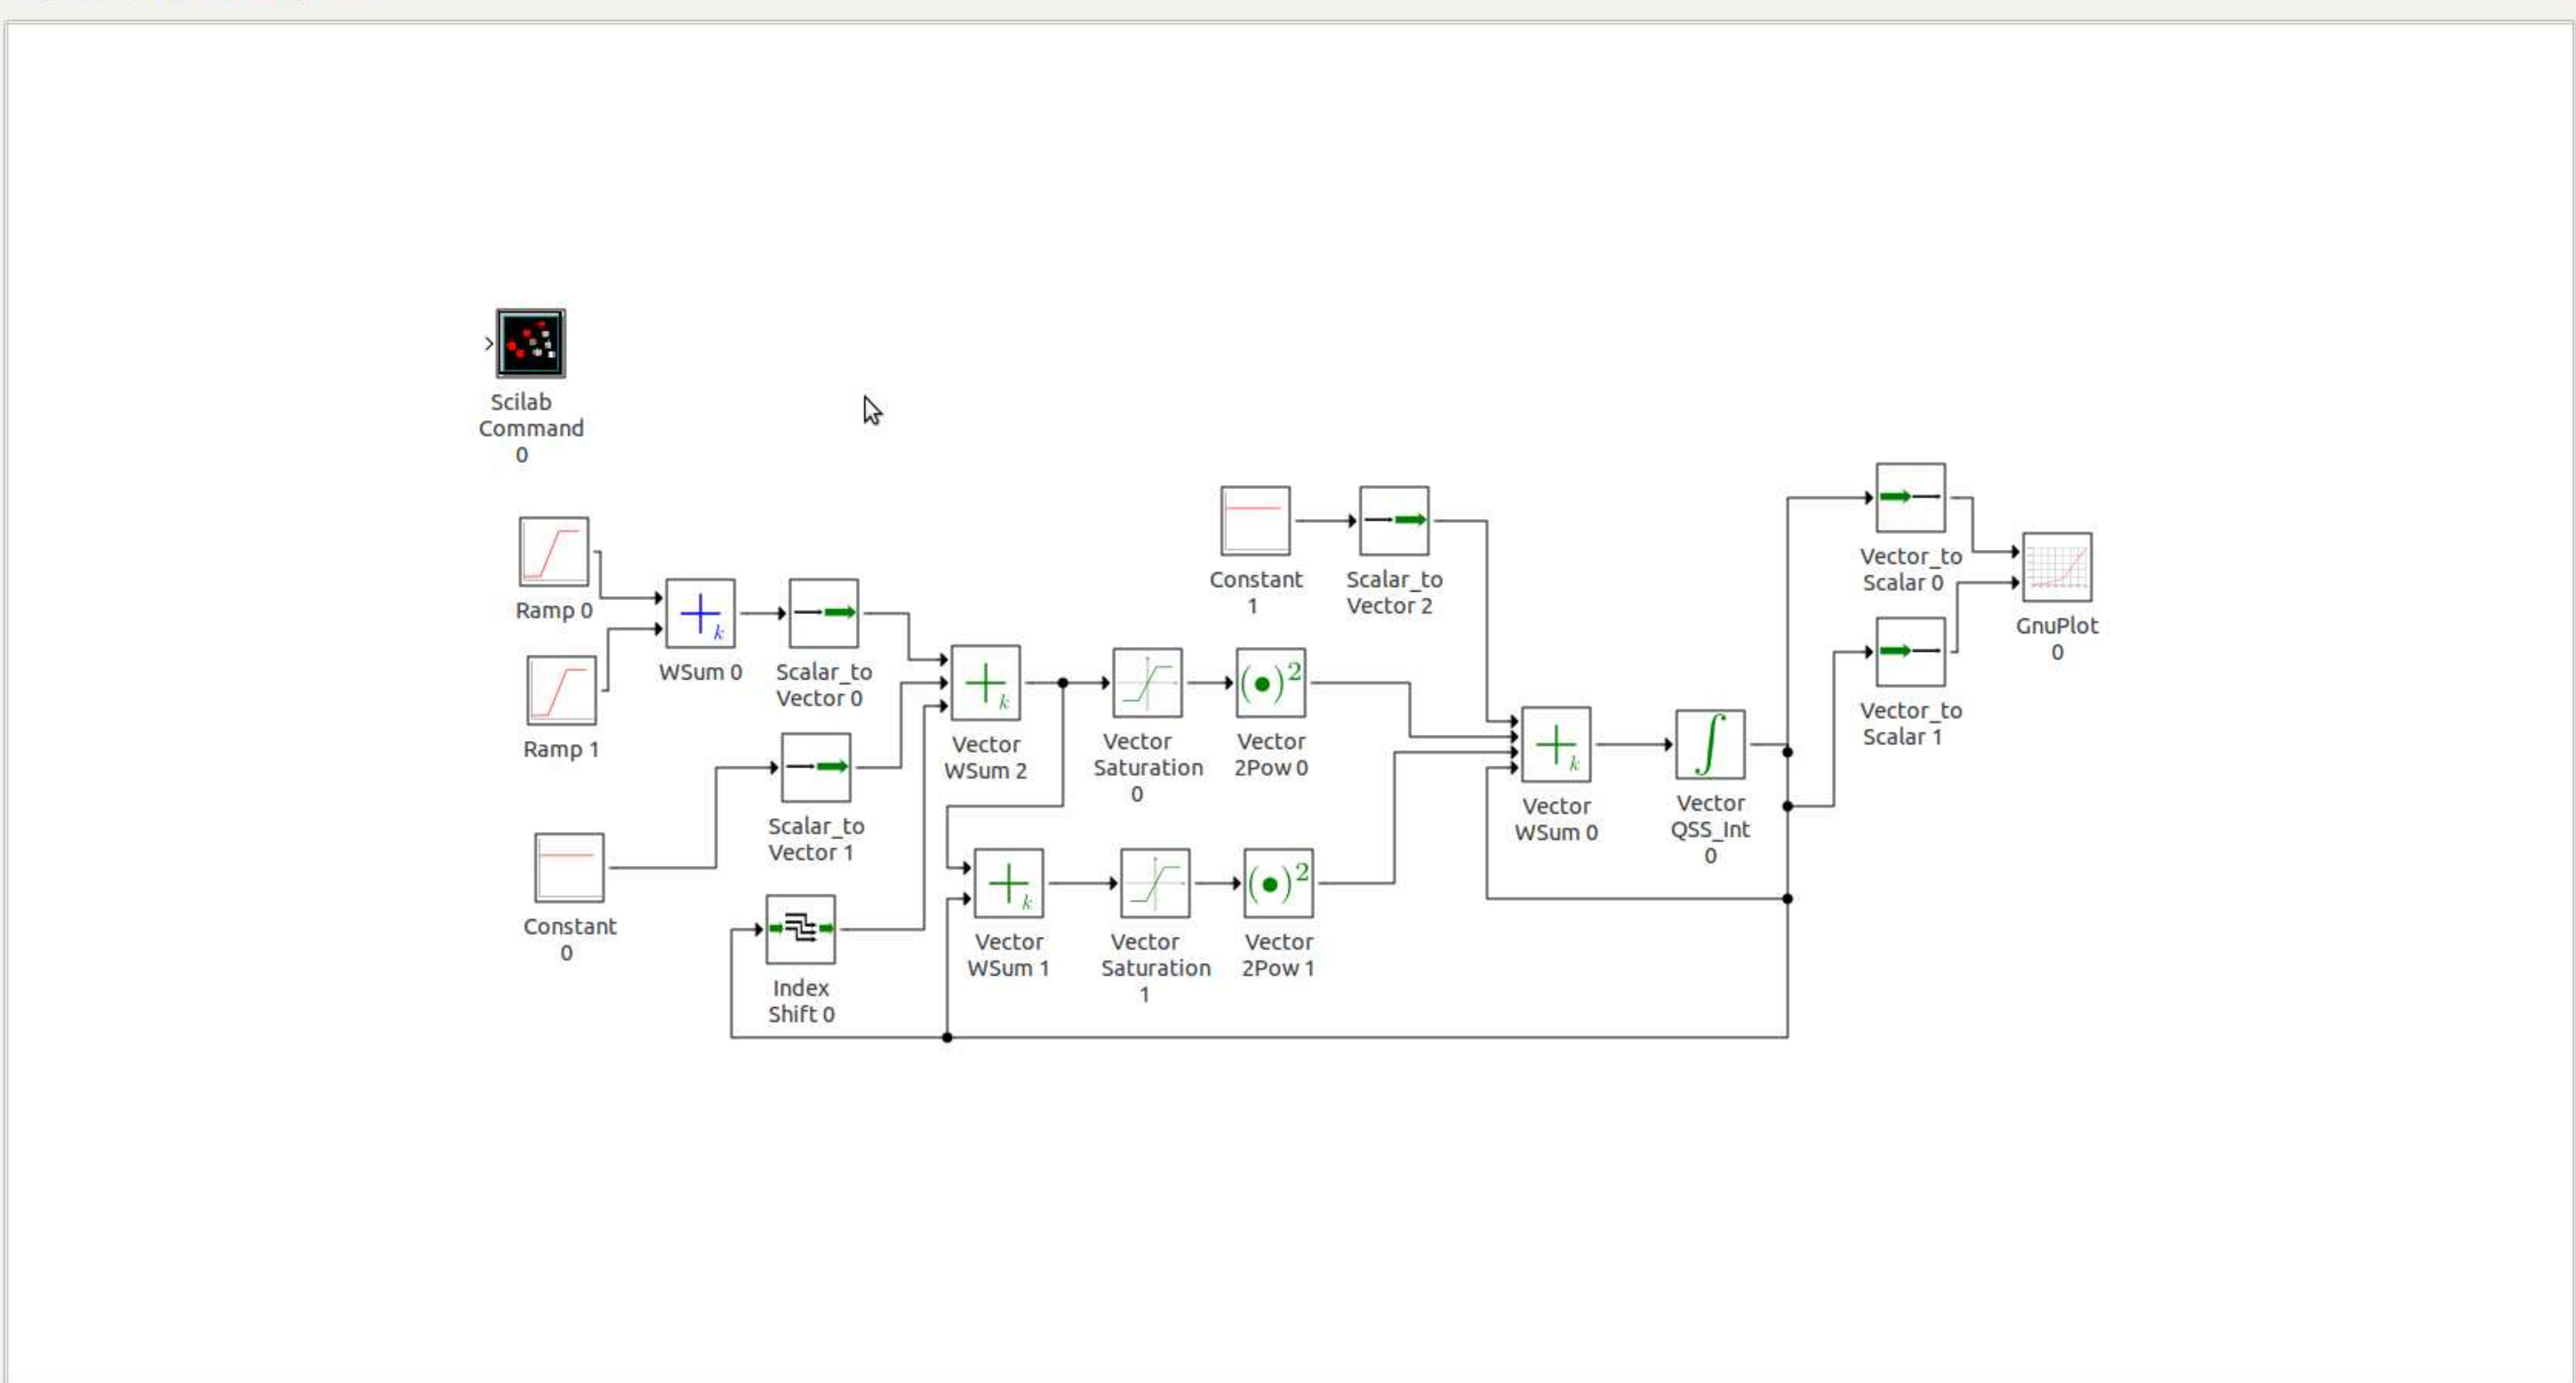 Scilab
Command
0
Ramp 0
Ramp 1
k
WSum 0
Scalar_to
Vector 0
Scalar_to
Vector 1
Constant
0
Index
Shift 0
k
Vector
WSum 2
k
Vector
WSum 1
Vector
Saturation
0
(●)2
Vector
2Pow 0
Vector
Saturation
1
(●)2
Vector
2Pow 1
Constant
1
Scalar_to
Vector 2
k
Vector
WSum 0
∫
Vector
QSS_Int
0
Vector_to
Scalar 0
Vector_to
Scalar 1
GnuPlot
0